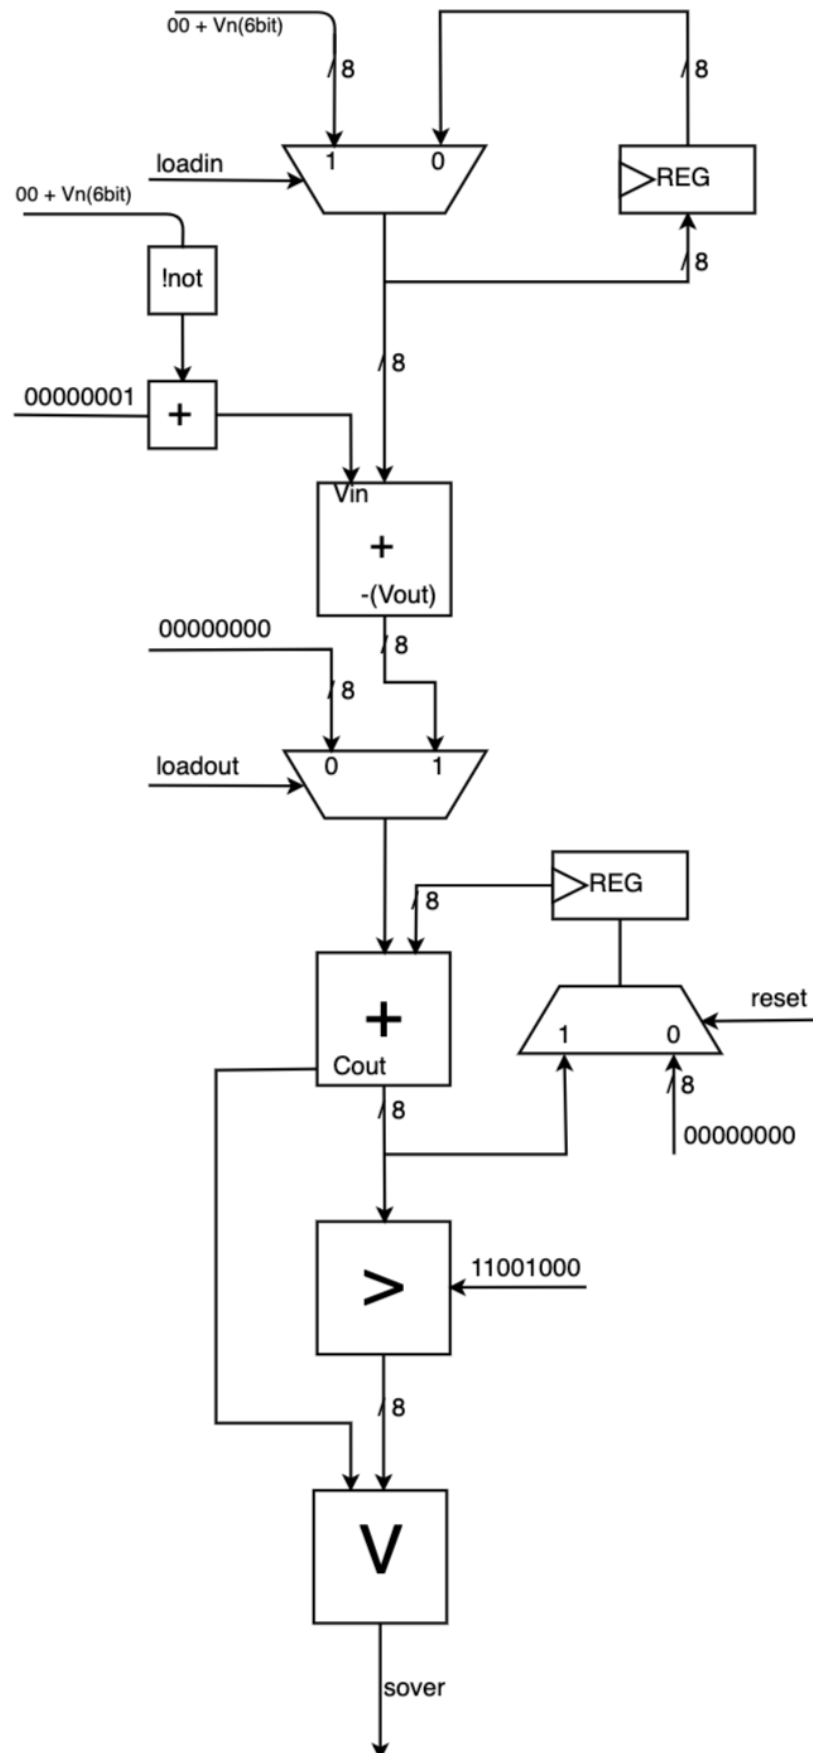 00 + Vn(6bit)
/ 8
/ 8
loadin
1
0
REG
00 + Vn(6bit)
!not
/ 8
/ 8
00000001
+
Vin
+
-(Vout)
00000000
/ 8
/ 8
loadout
0
1
REG
/ 8
+
reset
1
0
Cout
/ 8
/ 8
00000000
>
11001000
/ 8
V
sover